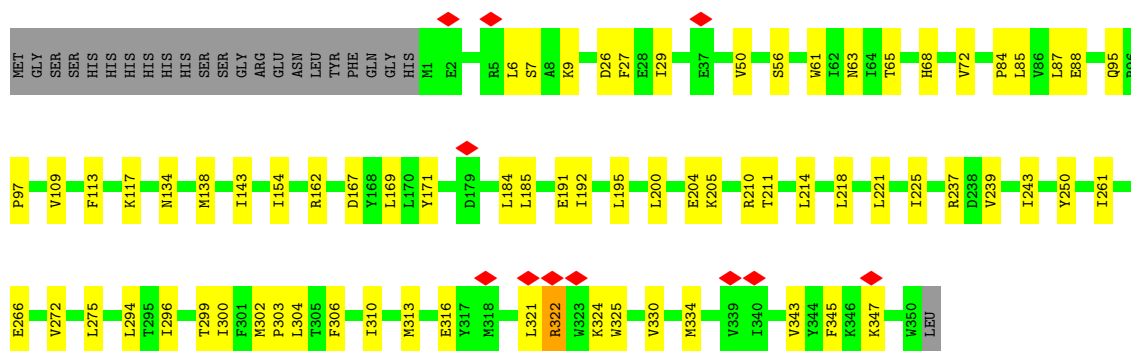 MET GLY SER SER HIS HIS HIS HIS HIS HIS SER SER GLY ARG GLU ASN LEU TYR PHE GLN GLY HIS M1 E2 R5 L6 S7 A8 K9 D26 F27 E28 I29 E37 V50 S56 W61 I62 N63 I64 T65 H68 V72 P84 L85 V86 L87 E88 Q95
P97 V109 F113 K117 N134 M138 I143 I154 R162 D167 Y168 L169 L170 Y171 D179 L184 L185 E191 I192 L195 L200 E204 K205 R210 T211 L214 L218 L221 I225 R237 D238 V239 I243 Y250 I261
E266 V272 L275 L294 T295 I296 T299 I300 F301 M302 P303 L304 T305 F306 I310 M313 E316 Y317 M318 L321 R322 W323 K324 W325 V330 M334 V339 I340 V343 Y344 F345 K346 K347 W350 LEU